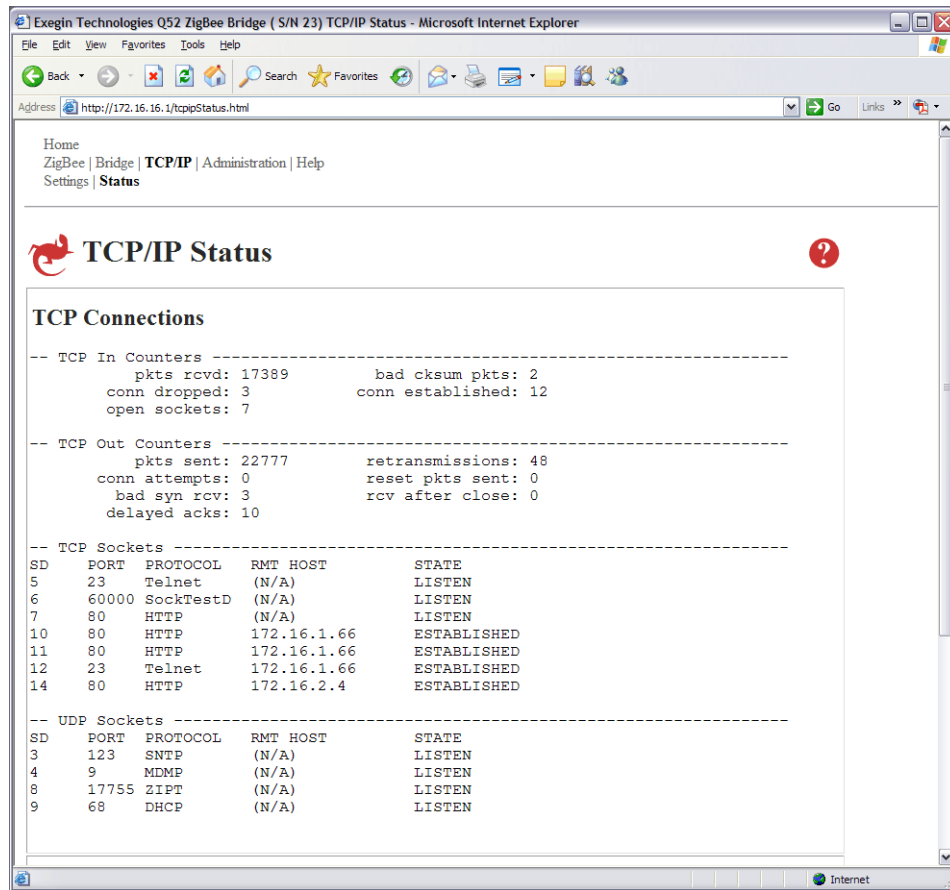 Exegin Technologies Q52 ZigBee Bridge ( S/N 23) TCP/IP Status - Microsoft Internet Explorer
File Edit View Favorites Tools Help
Back Search Favorites
Address http://172.16.16.1/tcpipStatus.html Go Links »
Home
ZigBee | Bridge | TCP/IP | Administration | Help
Settings | Status
TCP/IP Status ?
TCP Connections
-- TCP In Counters ------------------------------------------------------------
pkts rcvd: 17389 bad cksum pkts: 2
conn dropped: 3 conn established: 12
open sockets: 7
-- TCP Out Counters -----------------------------------------------------------
pkts sent: 22777 retransmissions: 48
conn attempts: 0 reset pkts sent: 0
bad syn rcv: 3 rcv after close: 0
delayed acks: 10
-- TCP Sockets ----------------------------------------------------------------
SD PORT PROTOCOL RMT HOST STATE
5 23 Telnet (N/A) LISTEN
6 60000 SockTestD (N/A) LISTEN
7 80 HTTP (N/A) LISTEN
10 80 HTTP 172.16.1.66 ESTABLISHED
11 80 HTTP 172.16.1.66 ESTABLISHED
12 23 Telnet 172.16.1.66 ESTABLISHED
14 80 HTTP 172.16.2.4 ESTABLISHED
-- UDP Sockets ----------------------------------------------------------------
SD PORT PROTOCOL RMT HOST STATE
3 123 SNTP (N/A) LISTEN
4 9 MDMP (N/A) LISTEN
8 17755 ZIPT (N/A) LISTEN
9 68 DHCP (N/A) LISTEN
Internet